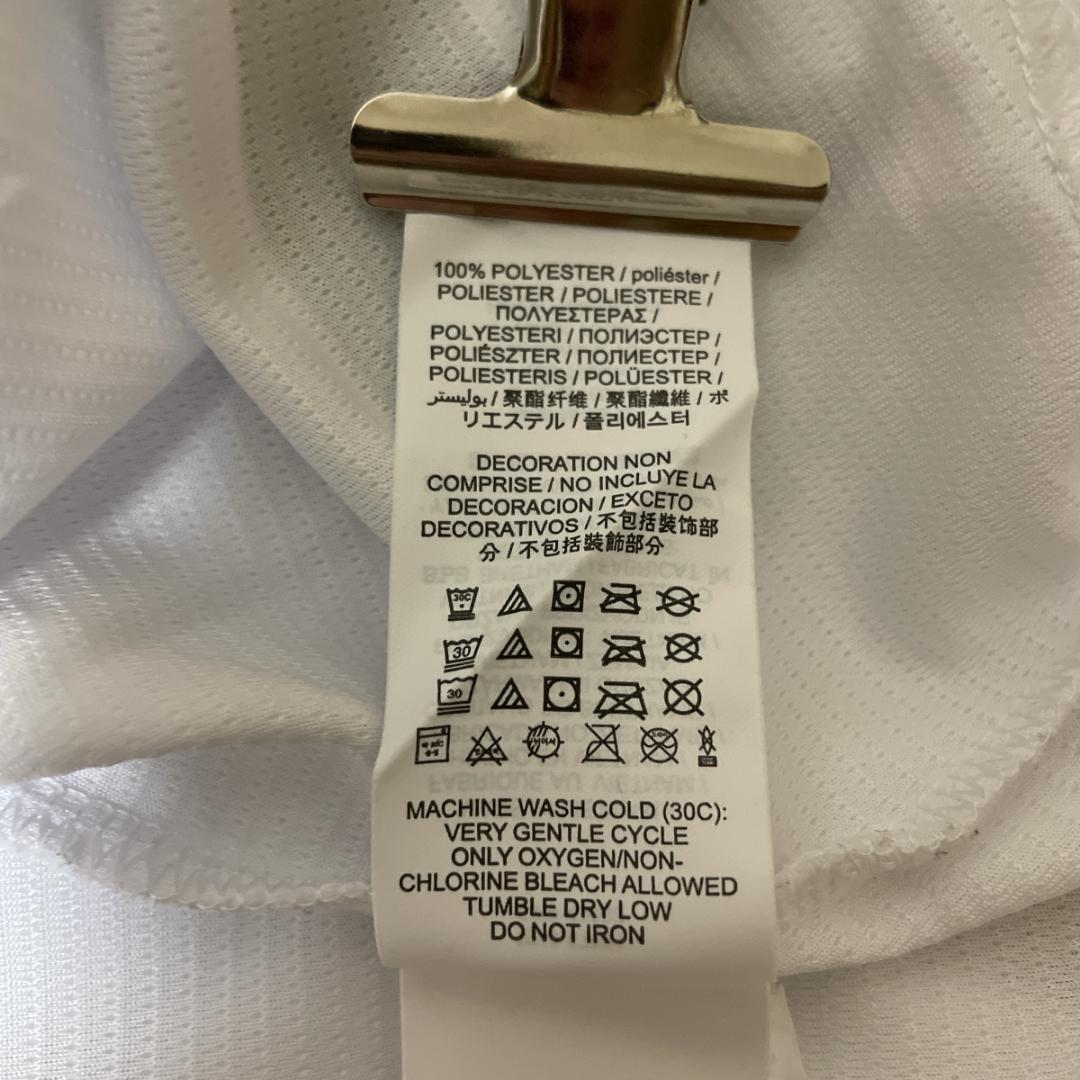 100% POLYESTER / poliéster /
POLIESTER / POLIESTERE /
ΠΟΛΥΕΣΤΕΡΑΣ /
POLYESTERI / ПОЛИЭСТЕР /
POLIÉSZTER / ПОЛИЕСТЕР /
POLIESTERIS / POLÜESTER /
بوليستر / 聚酯纤维 / 聚酯纖維 / ポ
リエステル / 폴리에스터
DECORATION NON
COMPRISE / NO INCLUYE LA
DECORACION / EXCETO
DECORATIVOS / 不包括装饰部
分 / 不包括裝飾部分
30C
30
30
MACHINE WASH COLD (30C):
VERY GENTLE CYCLE
ONLY OXYGEN/NON-
CHLORINE BLEACH ALLOWED
TUMBLE DRY LOW
DO NOT IRON